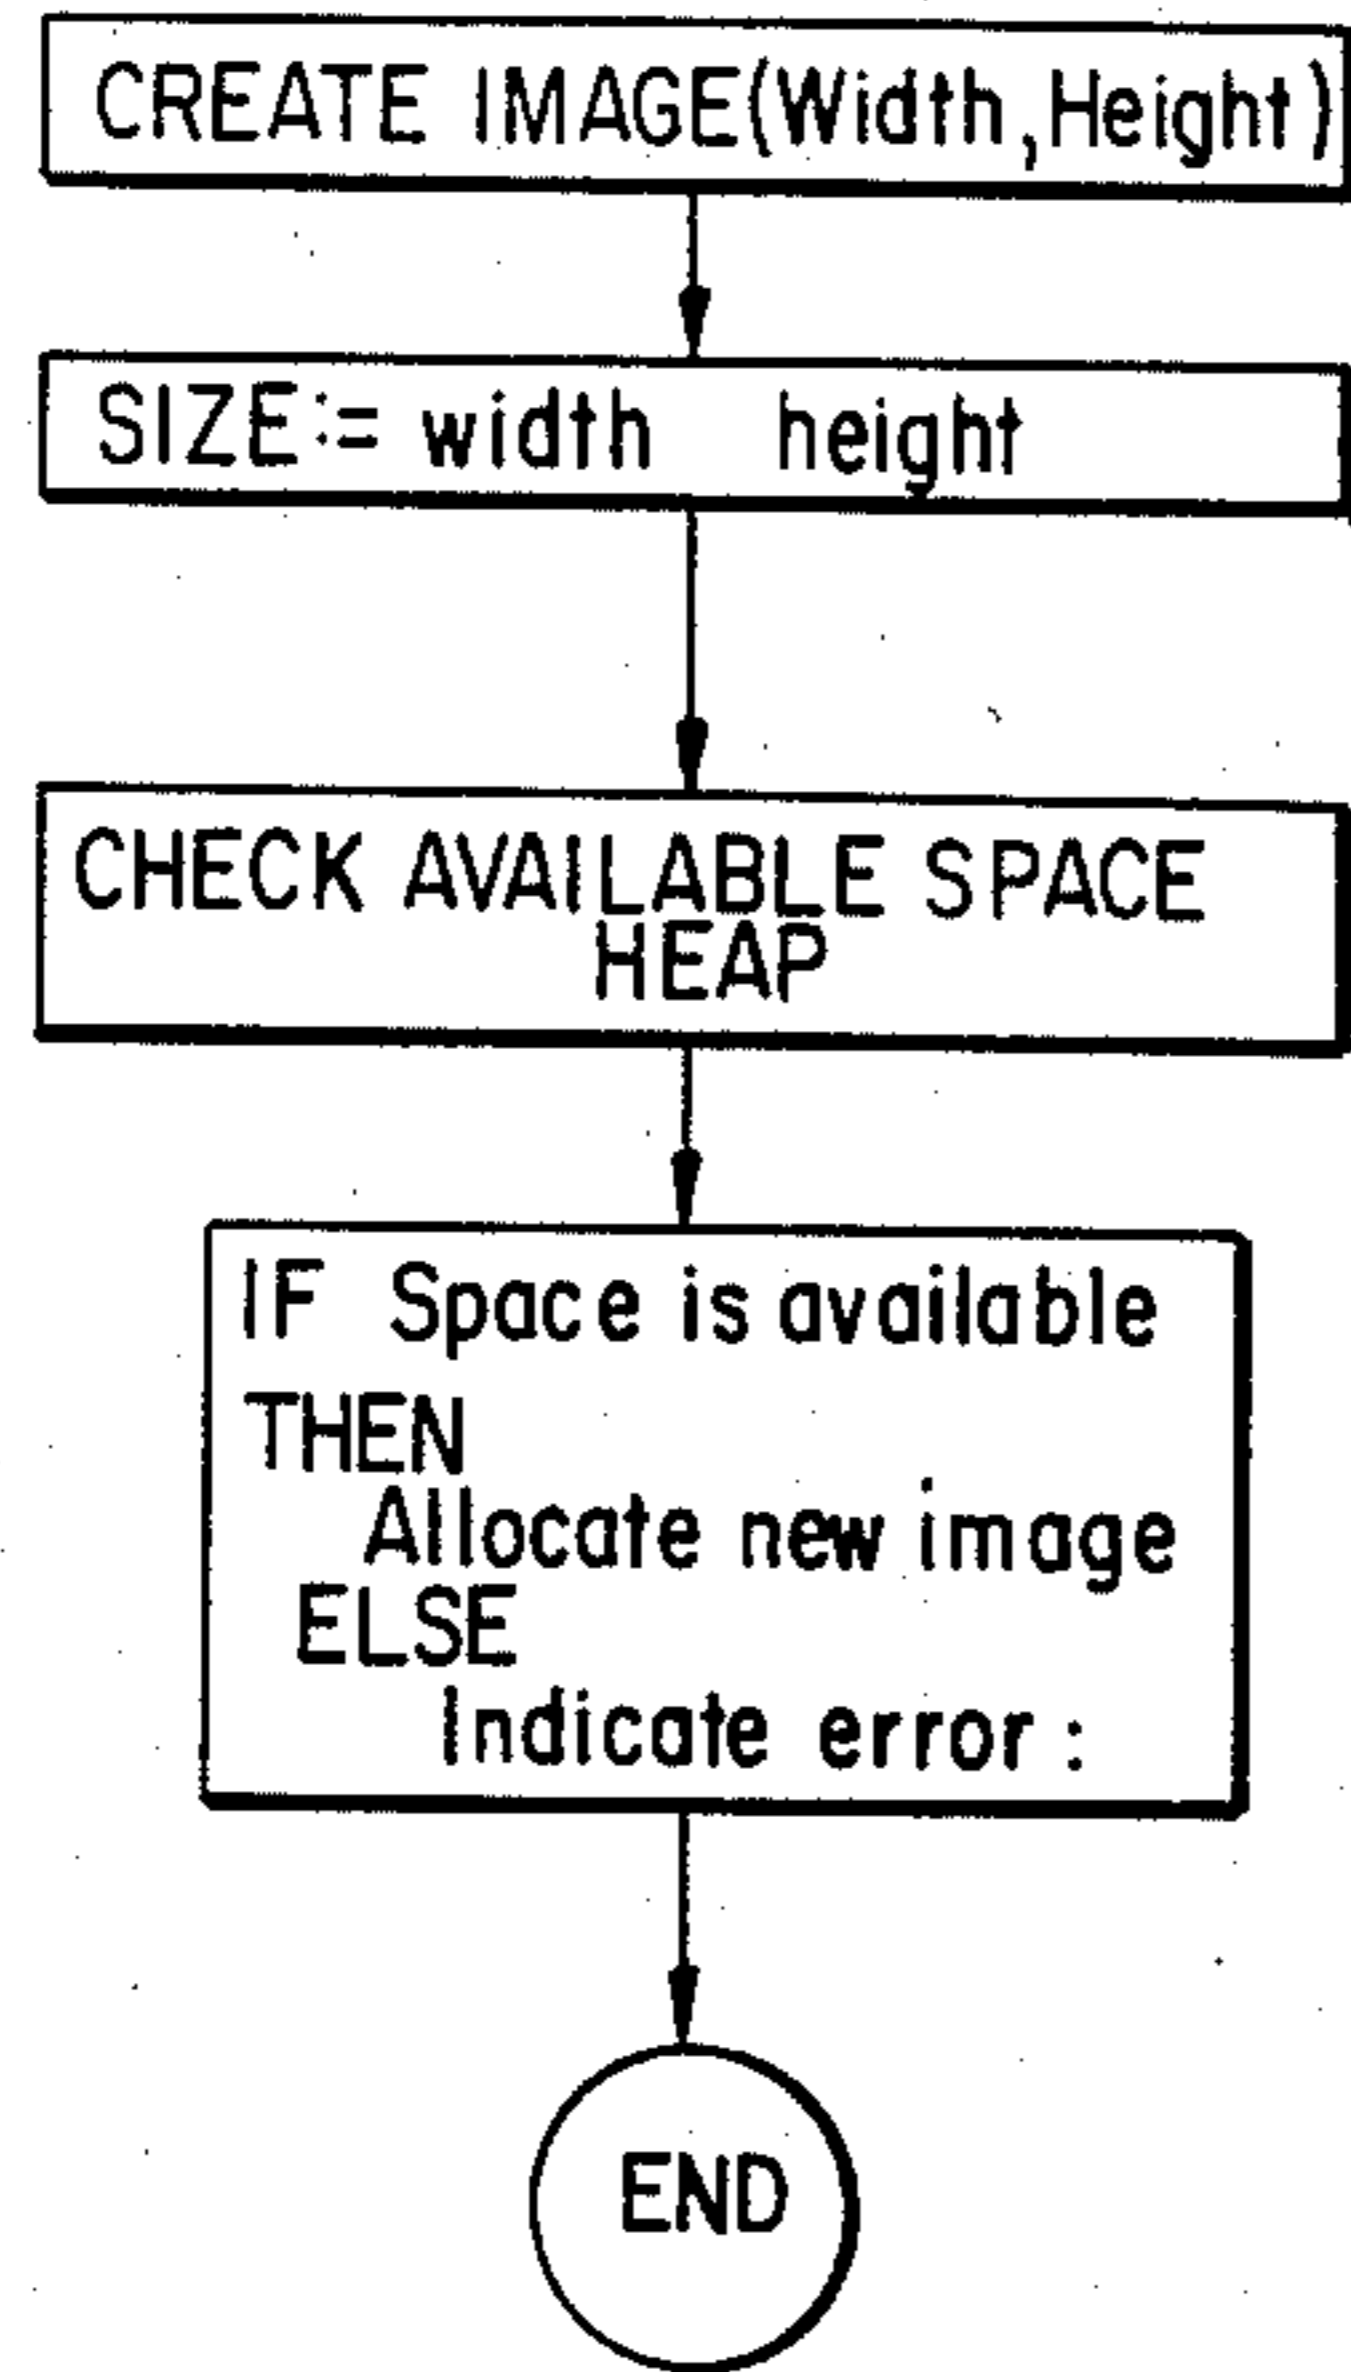 CREATE IMAGE(Width,Height)
SIZE:= width height
CHECK AVAILABLE SPACE
HEAP
IF Space is available
THEN
Allocate new image
ELSE
Indicate error:
END